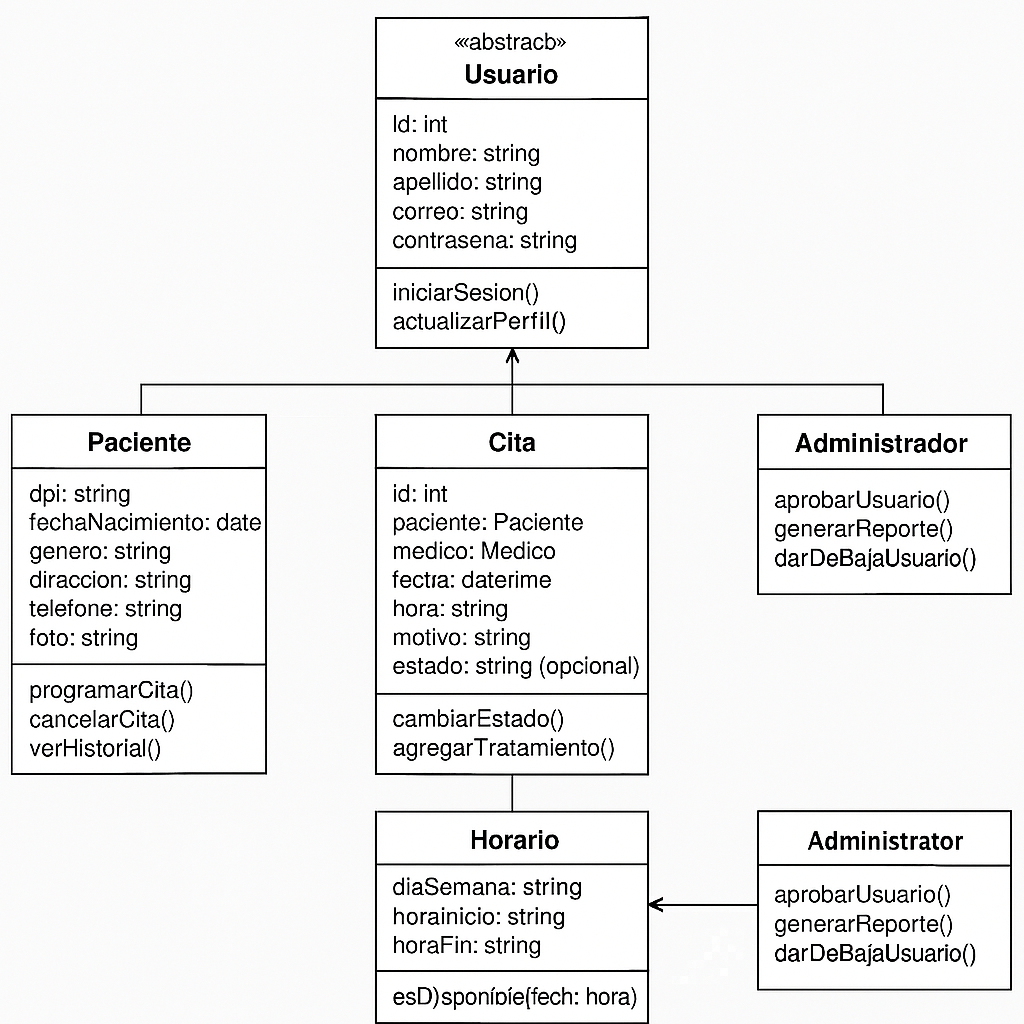 «‹abstracb»
Usuario
Id: int
nombre: string
apellido: string
correo: string
contrasena: string
iniciarSesion()
actualizarPerfil()
Paciente
dpi: string
fechaNacimiento: date
genero: string
diraccion: string
telefone: string
foto: string
programarCita()
cancelarCita()
verHistorial()
Cita
id: int
paciente: Paciente
medico: Medico
fectra: daterime
hora: string
motivo: string
estado: string (opcional)
cambiarEstado()
agregarTratamiento()
Administrador
aprobarUsuario()
generarReporte()
darDeBajaUsuario()
Horario
diaSemana: string
horainicio: string
horaFin: string
esD)sponíbíe(fech: hora)
Administrator
aprobarUsuario()
generarReporte()
darDeBajaUsuario()